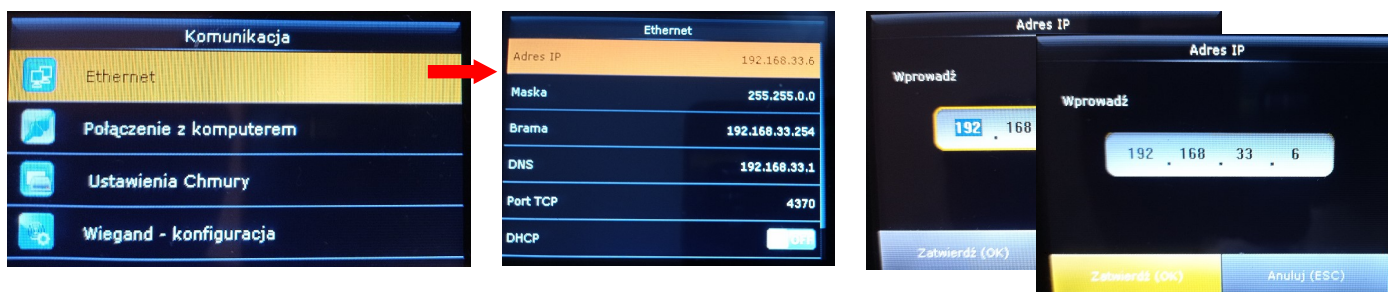 Komunikacja
Ethernet
Połączenie z komputerem
Ustawienia Chmury
Wiegand - konfiguracja
Ethernet
Adres IP 192.168.33.6
Maska 255.255.0.0
Brama 192.168.33.254
DNS 192.168.33.1
Port TCP 4370
DHCP OFF
Adres IP
Wprowadź
192 . 168
Zatwierdź (OK)
Adres IP
Wprowadź
192 . 168 . 33 . 6
Zatwierdź (OK) Anuluj (ESC)